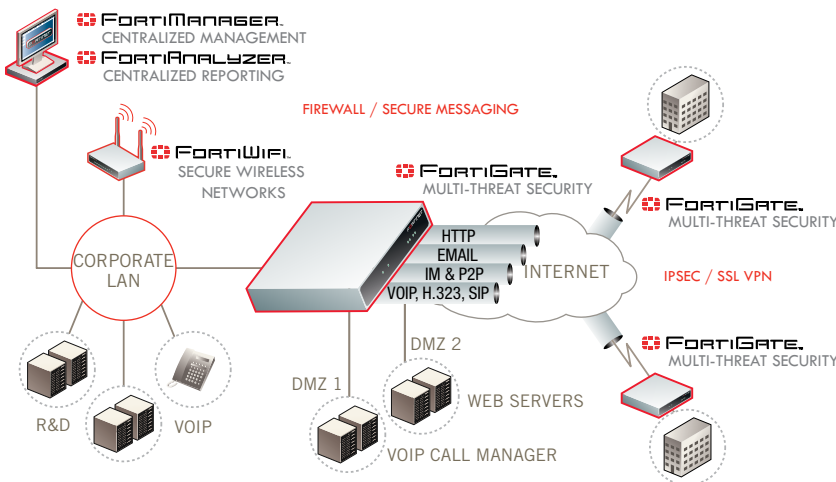 FORTIMANAGER.
CENTRALIZED MANAGEMENT
FORTIANALYZER.
CENTRALIZED REPORTING
FIREWALL / SECURE MESSAGING
FORTIWIFI.
SECURE WIRELESS
NETWORKS
FORTIGATE.
MULTI-THREAT SECURITY
FORTIGATE.
MULTI-THREAT SECURITY
HTTP
EMAIL
IM & P2P
VOIP, H.323, SIP
INTERNET
CORPORATE
LAN
IPSEC / SSL VPN
FORTIGATE.
MULTI-THREAT SECURITY
DMZ 2
DMZ 1
R&D
VOIP
WEB SERVERS
VOIP CALL MANAGER